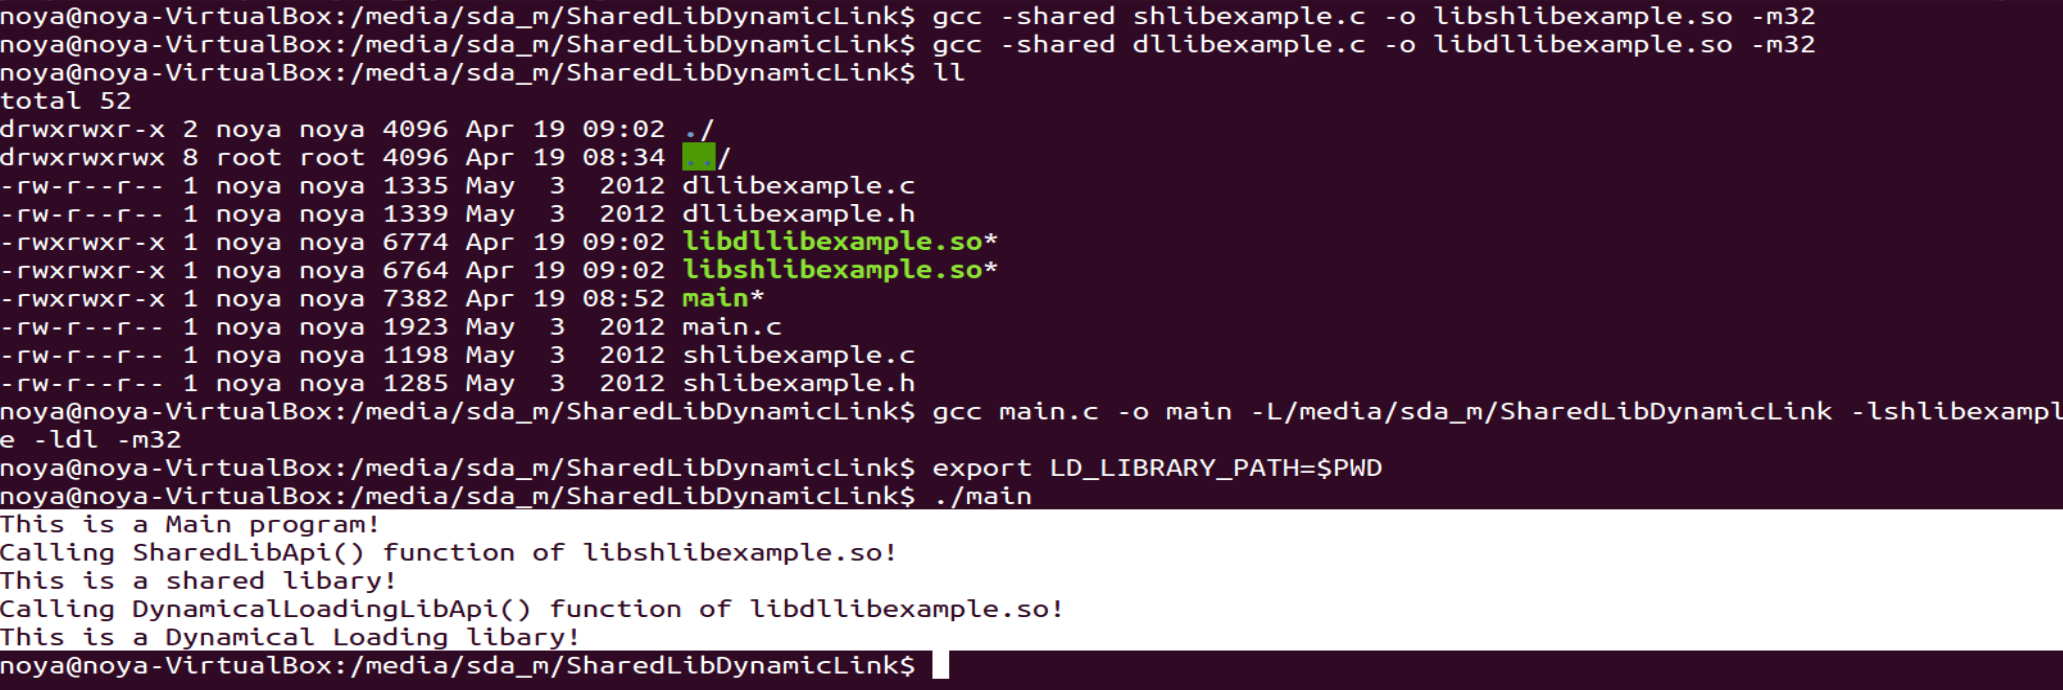 noya@noya-VirtualBox:/media/sda_m/SharedLibDynamicLink$ gcc -shared shlibexample.c -o libshlibexample.so -m32
noya@noya-VirtualBox:/media/sda_m/SharedLibDynamicLink$ gcc -shared dllibexample.c -o libdllibexample.so -m32
noya@noya-VirtualBox:/media/sda_m/SharedLibDynamicLink$ ll
total 52
drwxrwxr-x 2 noya noya 4096 Apr 19 09:02 ./
drwxrwxrwx 8 root root 4096 Apr 19 08:34 ../
-rw-r--r-- 1 noya noya 1335 May  3  2012 dllibexample.c
-rw-r--r-- 1 noya noya 1339 May  3  2012 dllibexample.h
-rwxrwxr-x 1 noya noya 6774 Apr 19 09:02 libdllibexample.so*
-rwxrwxr-x 1 noya noya 6764 Apr 19 09:02 libshlibexample.so*
-rwxrwxr-x 1 noya noya 7382 Apr 19 08:52 main*
-rw-r--r-- 1 noya noya 1923 May  3  2012 main.c
-rw-r--r-- 1 noya noya 1198 May  3  2012 shlibexample.c
-rw-r--r-- 1 noya noya 1285 May  3  2012 shlibexample.h
noya@noya-VirtualBox:/media/sda_m/SharedLibDynamicLink$ gcc main.c -o main -L/media/sda_m/SharedLibDynamicLink -lshlibexampl
e -ldl -m32
noya@noya-VirtualBox:/media/sda_m/SharedLibDynamicLink$ export LD_LIBRARY_PATH=$PWD
noya@noya-VirtualBox:/media/sda_m/SharedLibDynamicLink$ ./main
This is a Main program!
Calling SharedLibApi() function of libshlibexample.so!
This is a shared libary!
Calling DynamicalLoadingLibApi() function of libdllibexample.so!
This is a Dynamical Loading libary!
noya@noya-VirtualBox:/media/sda_m/SharedLibDynamicLink$